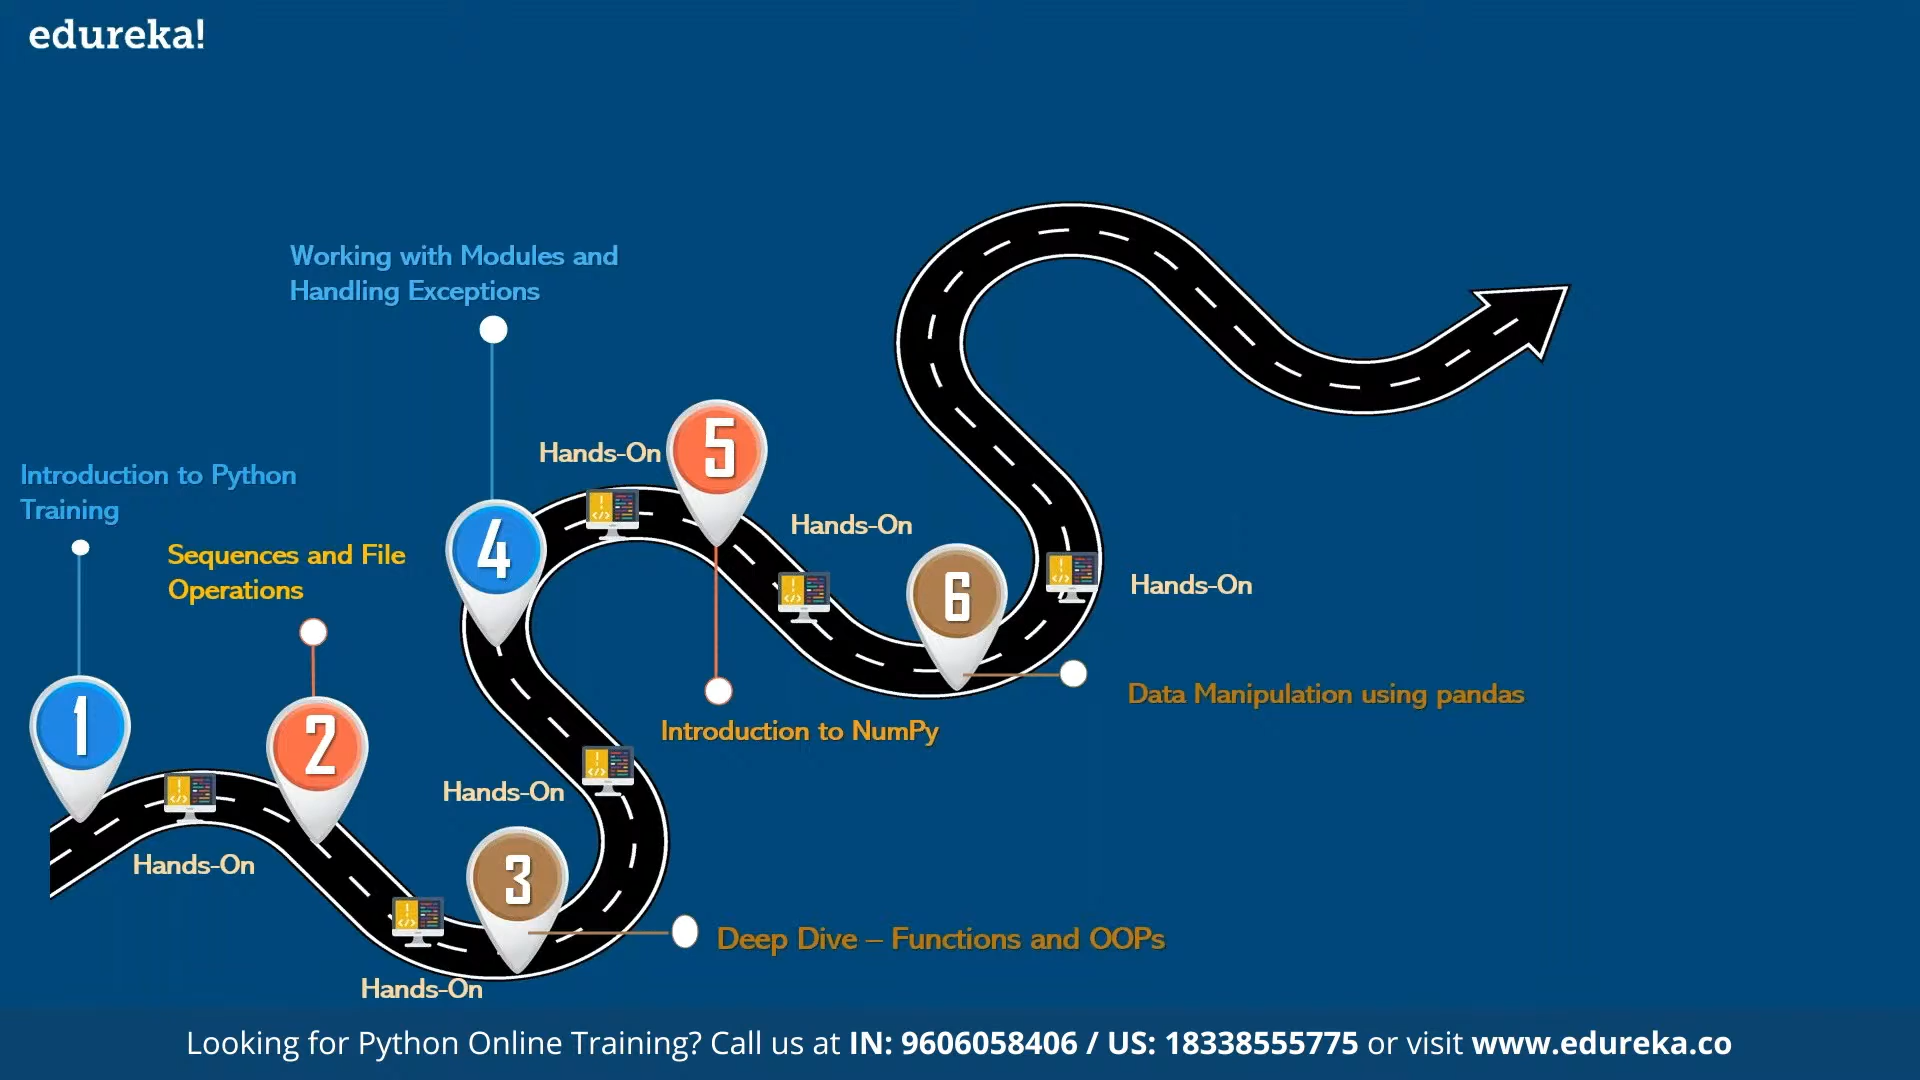 edureka!
Working with Modules and
Handling Exceptions
Hands-On
5
Introduction to Python
Training
Hands-On
4
Sequences and File
Operations
6
Hands-On
Data Manipulation using pandas
1
2
Introduction to NumPy
Hands-On
Hands-On
3
Deep Dive – Functions and OOPs
Hands-On
Looking for Python Online Training? Call us at IN: 9606058406 / US: 18338555775 or visit www.edureka.co